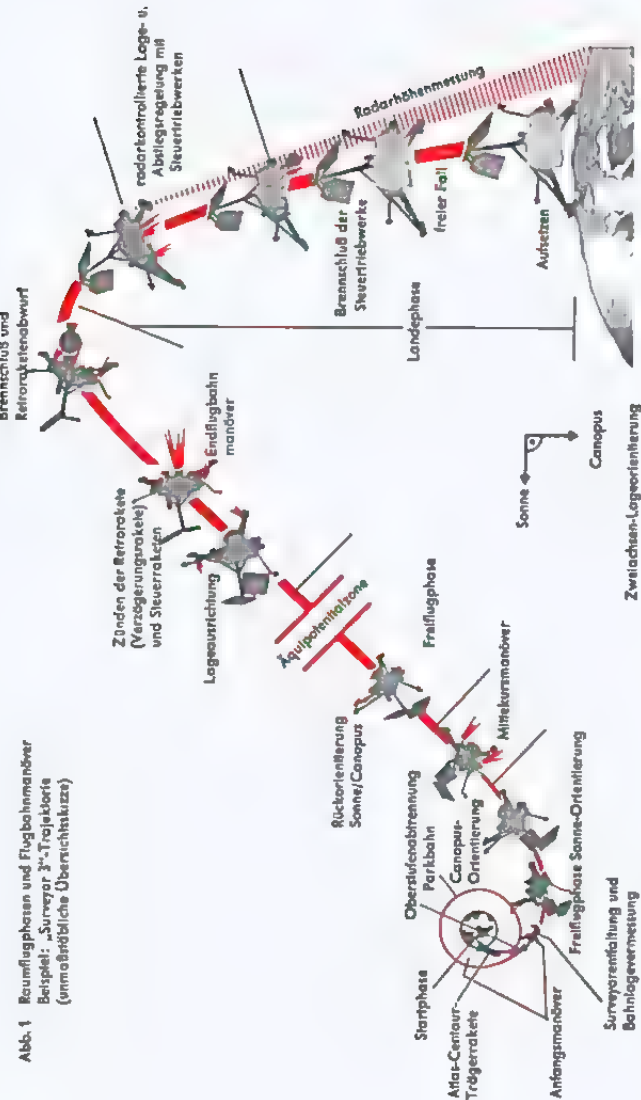 Abb. 1 Raumflugphasen und Flugbahnmanöver
Beispiel: „Surveyor 3“-Trajektorie
(unmaßstäbliche Übersichtsskizze)
Startphase
Atlas-Centaur-
Trägerrakete
Anfangsmanöver
Surveyorentfaltung und
Bahnlagevermessung
Oberstufenabtrennung
Parkbahn
Canopus-
Orientierung
Freiflugphase Sonne-Orientierung
Mittekursmanöver
Rückorientierung
Sonne/Canopus
Freiflugphase
Äquipotentialzone
Lageausrichtung
Zünden der Retrorakete
(Verzögerungsrakete)
und Steuerraketen
Endflugbahn
manöver
Brennschluß und
Retroraketenabwurf
radarkontrollierte Lage- u.
Abstiegsregelung mit
Steuertriebwerken
Radarhöhenmessung
Brennschluß der
Steuertriebwerke
freier Fall
Aufsetzen
Landephase
Sonne
Canopus
Zweiachsen-Lageorientierung